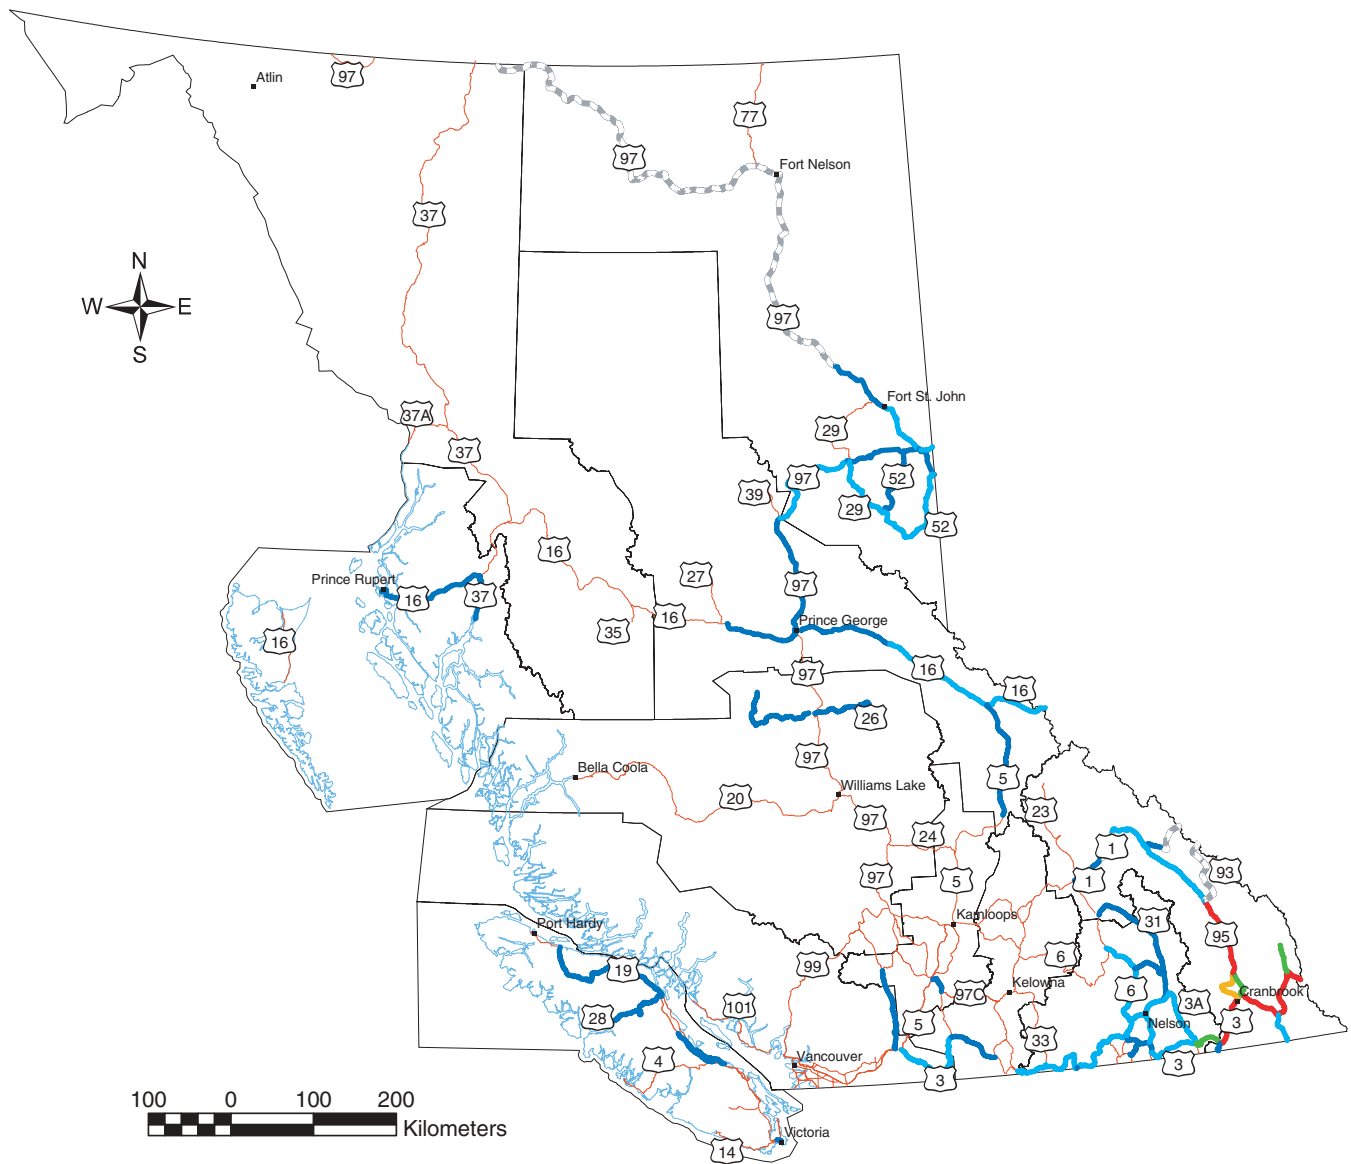 Atlin
97
77
97
Fort Nelson
37
N
W E
S
97
37A
37
Fort St. John
29
97
52
39
29
52
16
27
97
Prince Rupert
16
37
16
35
Prince George
16
97
16
16
26
97
Bella Coola
Williams Lake
20
5
97
23
24
1
97
5
1
93
Port Hardy
Kamloops
31
95
19
99
6
97C
Kelowna
6
3A
Cranbrook
28
101
5
Nelson
3
4
33
Vancouver
3
3
100 0 100 200
Kilometers
Victoria
14